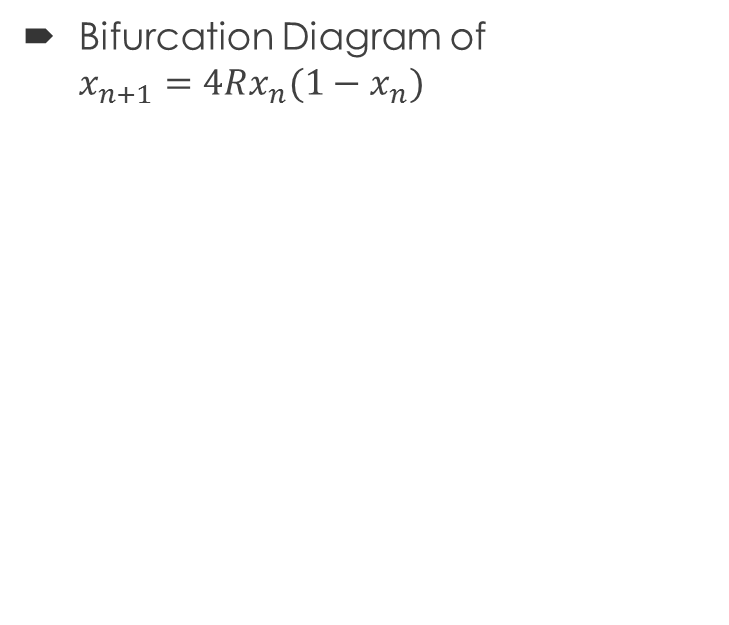 Bifurcation Diagram of
𝑥ₙ₊₁ = 4𝑅𝑥ₙ(1 − 𝑥ₙ)